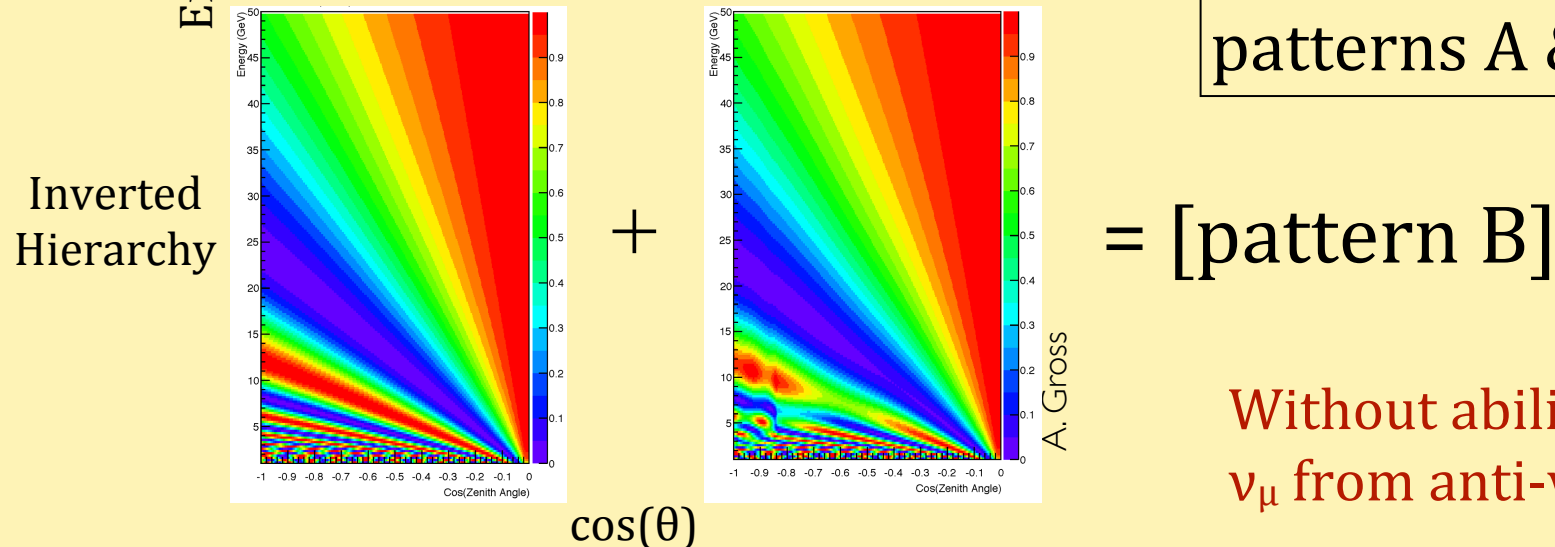 patterns A &
Inverted
Hierarchy
Energy (GeV)
50
45
40
35
30
25
20
15
10
5
-1 -0.9 -0.8 -0.7 -0.6 -0.5 -0.4 -0.3 -0.2 -0.1 0
Cos(Zenith Angle)
0.9
0.8
0.7
0.6
0.5
0.4
0.3
0.2
0.1
0
+
Energy (GeV)
50
45
40
35
30
25
20
15
10
5
-1 -0.9 -0.8 -0.7 -0.6 -0.5 -0.4 -0.3 -0.2 -0.1 0
Cos(Zenith Angle)
0.9
0.8
0.7
0.6
0.5
0.4
0.3
0.2
0.1
0
A. Gross
cos(θ)
= [pattern B]
Without abili
νμ from anti-ν